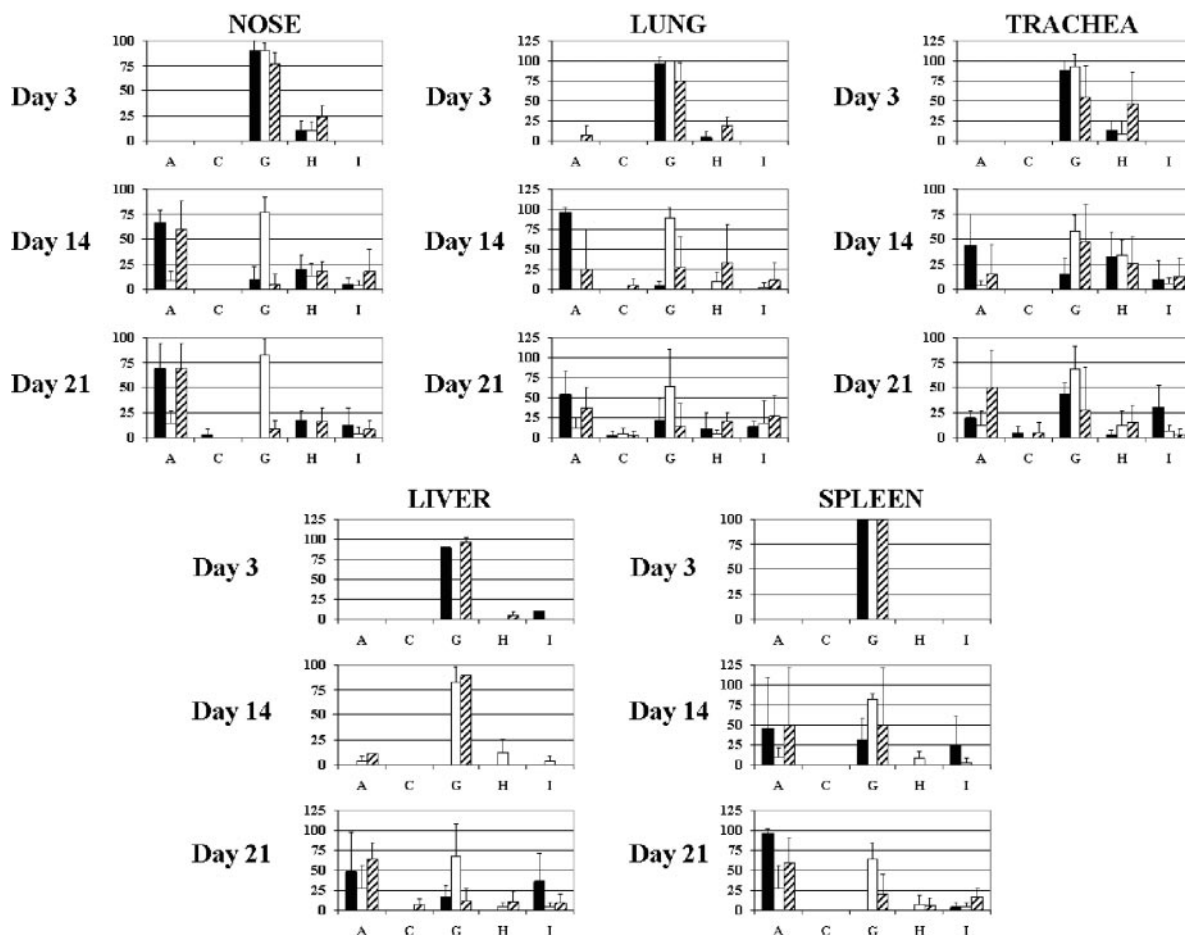 NOSE LUNG TRACHEA
100 125 125
75 100 100
50 75 75
25 50 50
0 25 25
0 0
Day 3 Day 3 Day 3
A C G H I A C G H I A C G H I
100 100 100
75 75 75
50 50 50
25 25 25
0 0 0
Day 14 Day 14 Day 14
A C G H I A C G H I A C G H I
100 125 100
75 100 75
50 75 50
25 50 25
0 25 0
0
Day 21 Day 21 Day 21
A C G H I A C G H I A C G H I
LIVER SPLEEN
125 100
100 75
75 50
50 25
25 0
0
Day 3 Day 3
A C G H I A C G H I
100 125
75 100
50 75
25 50
0 25
0
Day 14 Day 14
A C G H I A C G H I
125 125
100 100
75 75
50 50
25 25
0 0
Day 21 Day 21
A C G H I A C G H I